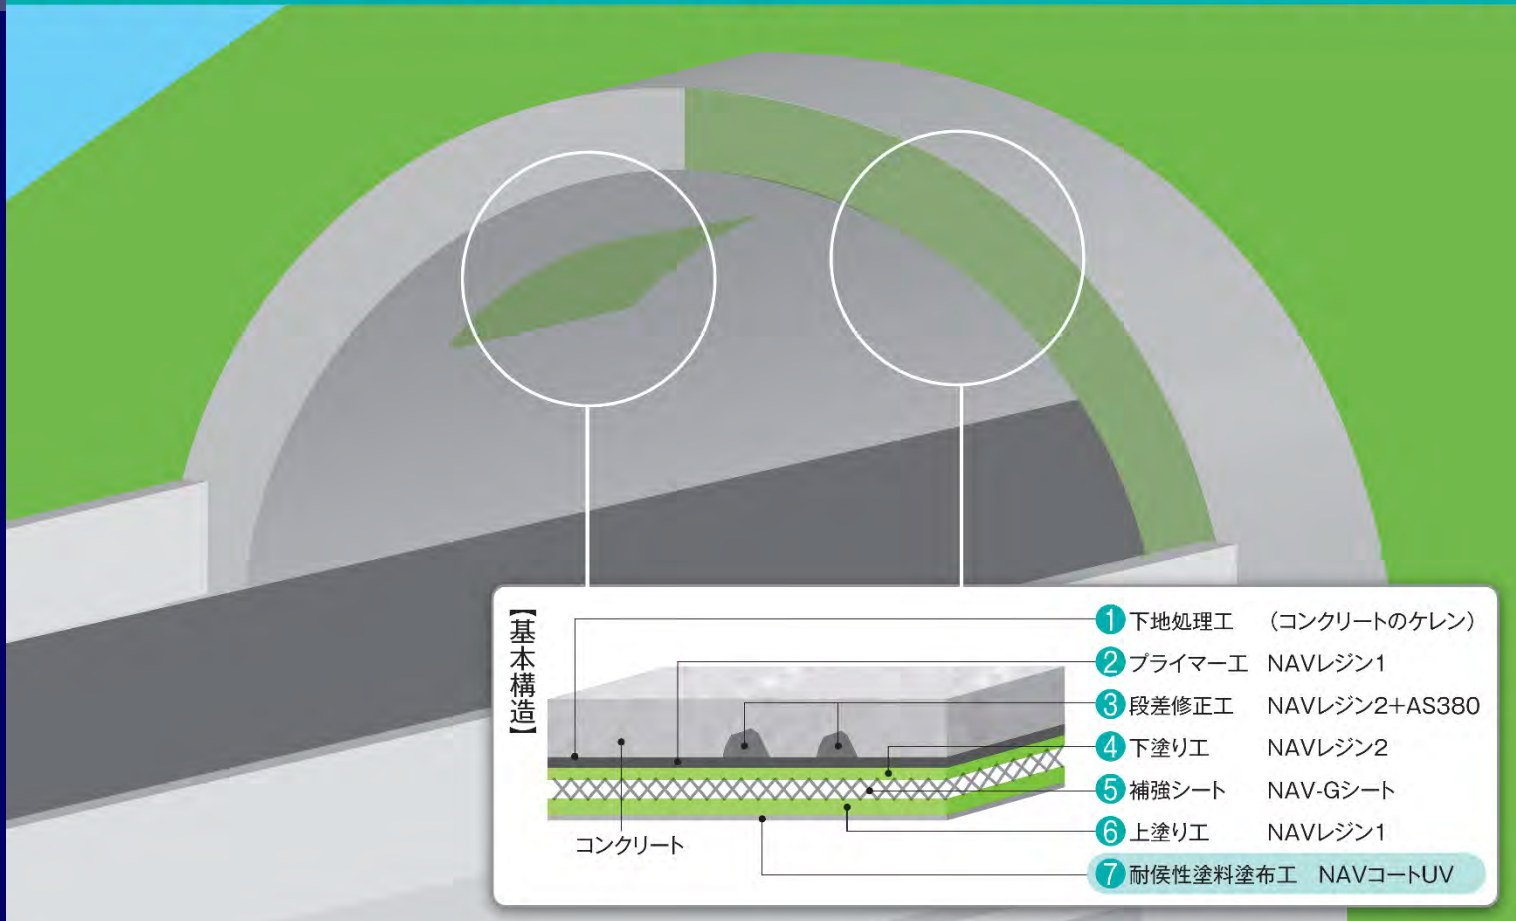 【基本構造】
① 下地処理工 (コンクリートのケレン)
② プライマー工 NAVレジン1
③ 段差修正工 NAVレジン2+AS380
④ 下塗り工 NAVレジン2
⑤ 補強シート NAV-Gシート
⑥ 上塗り工 NAVレジン1
⑦ 耐侯性塗料塗布工 NAVコートUV
コンクリート